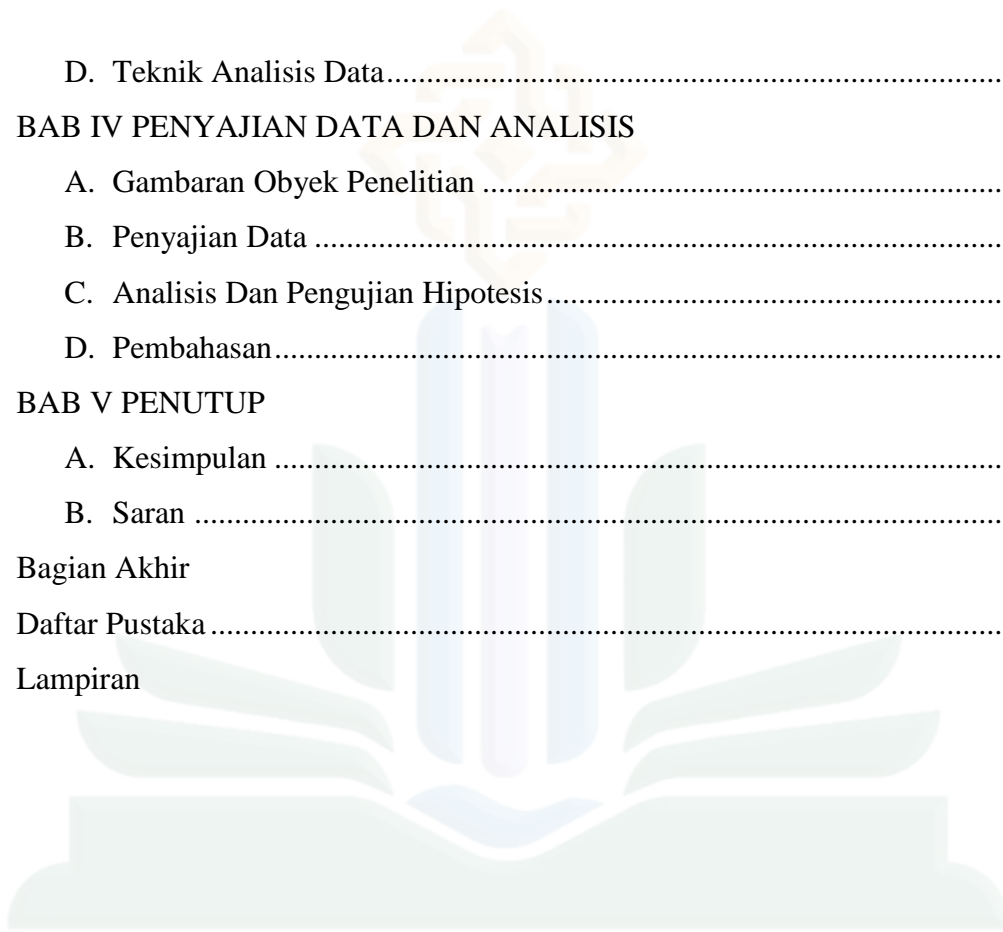 D. Teknik Analisis Data............................................................................
BAB IV PENYAJIAN DATA DAN ANALISIS
A. Gambaran Obyek Penelitian ................................................................
B. Penyajian Data .....................................................................................
C. Analisis Dan Pengujian Hipotesis........................................................
D. Pembahasan..........................................................................................
BAB V PENUTUP
A. Kesimpulan ..........................................................................................
B. Saran ....................................................................................................
Bagian Akhir
Daftar Pustaka ..................................................................................................
Lampiran